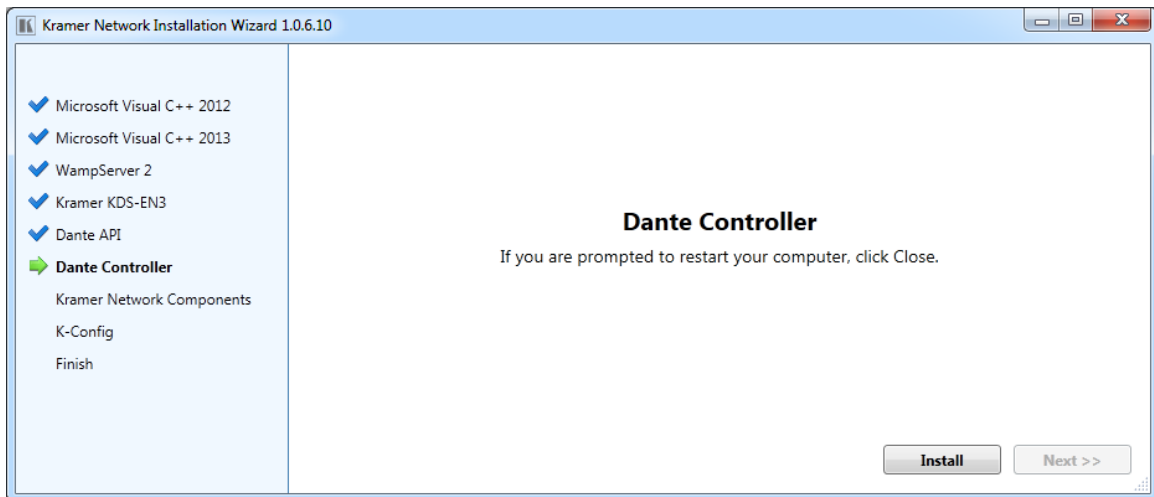 Kramer Network Installation Wizard 1.0.6.10
Microsoft Visual C++ 2012
Microsoft Visual C++ 2013
WampServer 2
Kramer KDS-EN3
Dante API
Dante Controller
Kramer Network Components
K-Config
Finish
Dante Controller
If you are prompted to restart your computer, click Close.
Install
Next >>